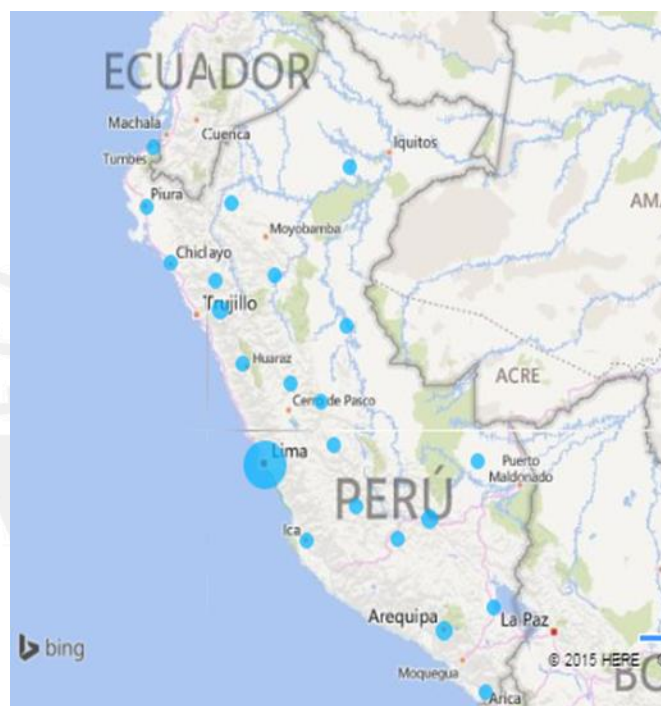 ECUADOR
Machala
Cuenca
Iquitos
Tumbes
Piura
AMA
Moyobamba
Chiclayo
Trujillo
Huaraz
ACRE
Cerro de Pasco
Lima
Puerto
Maldonado
PERÚ
Ica
Arequipa
La Paz
bing
Moquegua
© 2015 HERE
BO
Arica